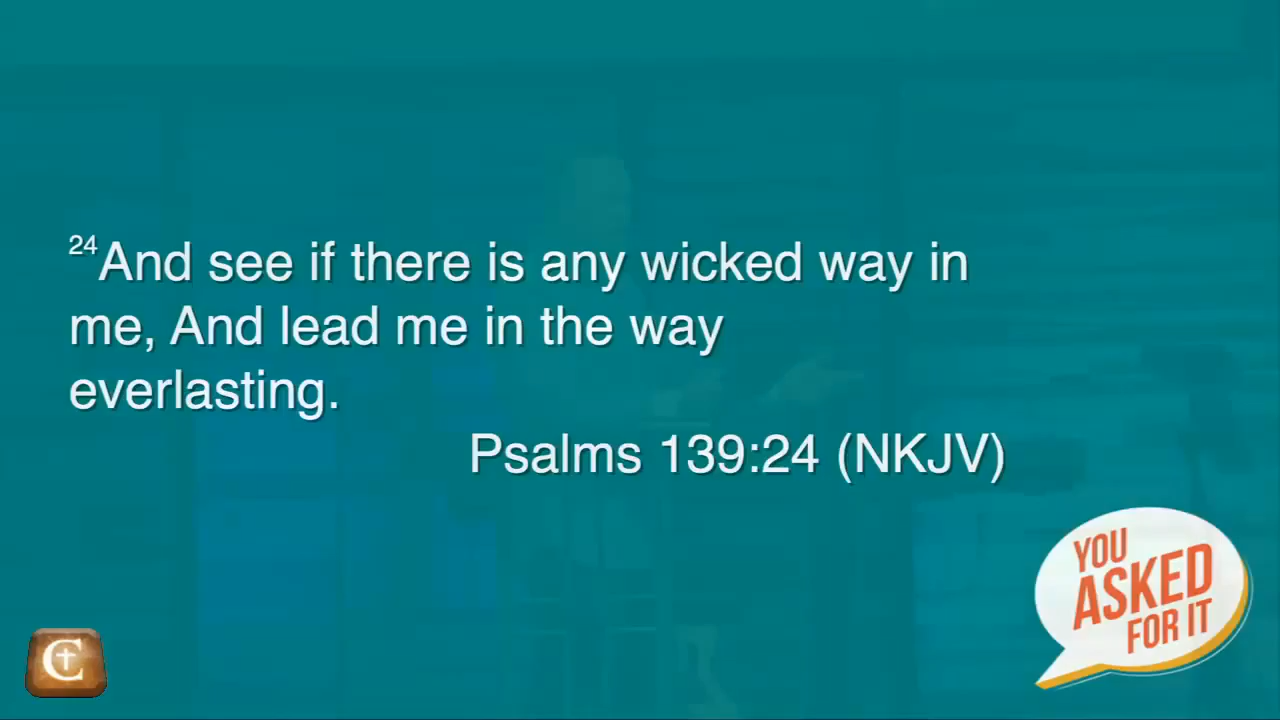 24And see if there is any wicked way in
me, And lead me in the way
everlasting.
Psalms 139:24 (NKJV)
YOU
ASKED
FOR IT
C